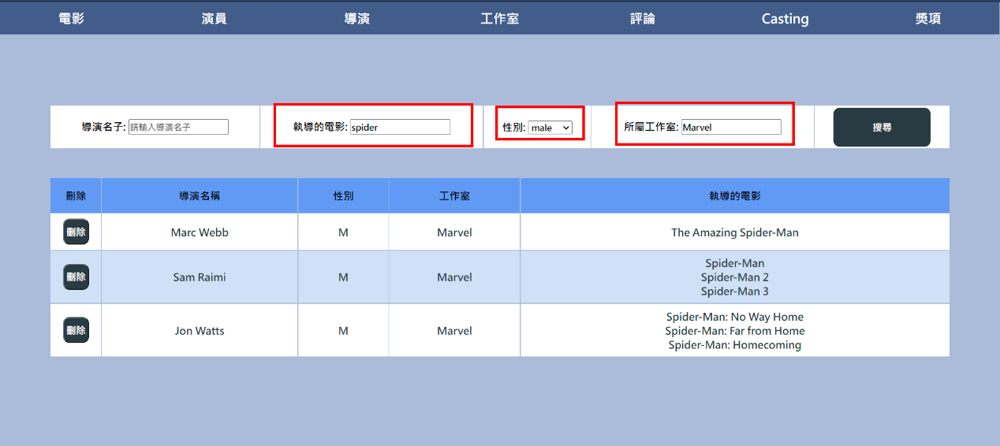 電影 演員 導演 工作室 評論 Casting 獎項
導演名子: 請輸入導演名子 執導的電影: spider 性別: male 所屬工作室: Marvel 搜尋
刪除 導演名稱 性別 工作室 執導的電影
刪除 Marc Webb M Marvel The Amazing Spider-Man
刪除 Sam Raimi M Marvel Spider-Man
Spider-Man 2
Spider-Man 3
刪除 Jon Watts M Marvel Spider-Man: No Way Home
Spider-Man: Far from Home
Spider-Man: Homecoming